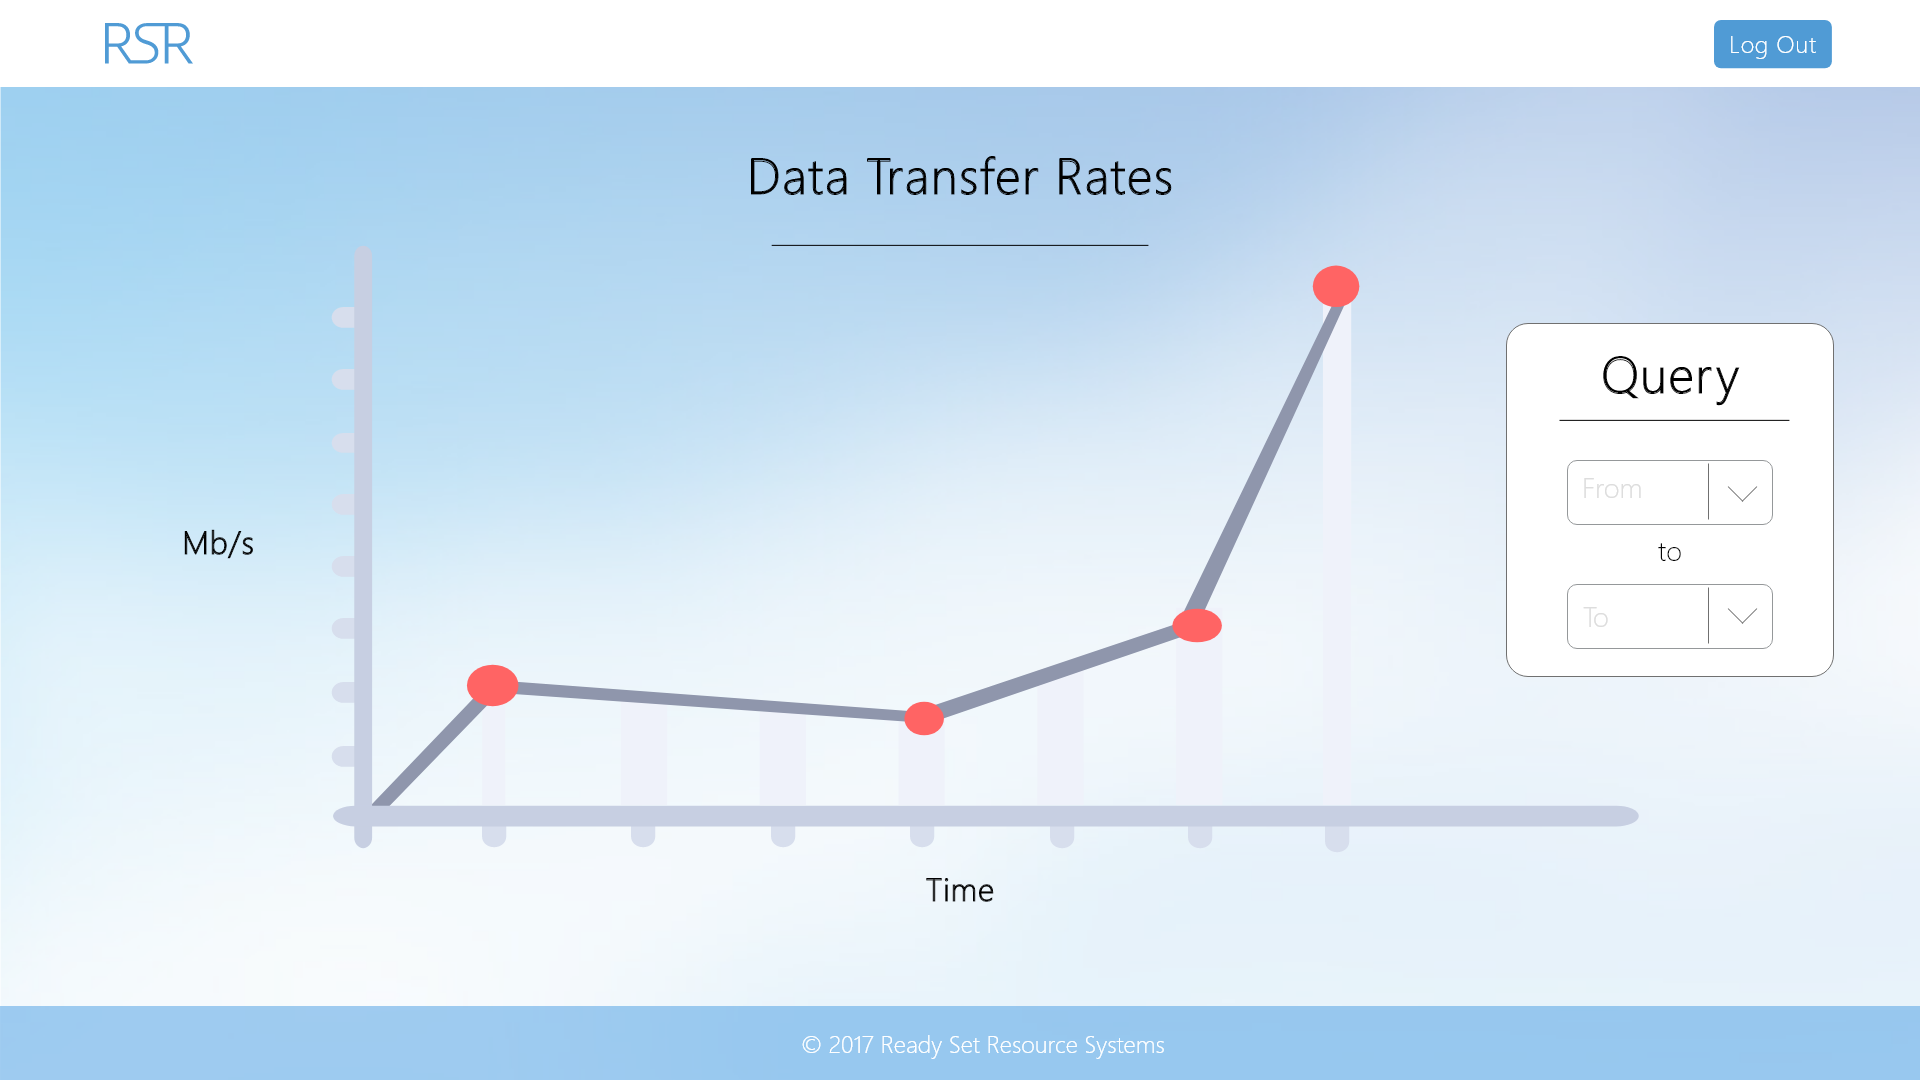 RSR
Log Out
Data Transfer Rates
Query
From
to
To
Mb/s
Time
© 2017 Ready Set Resource Systems